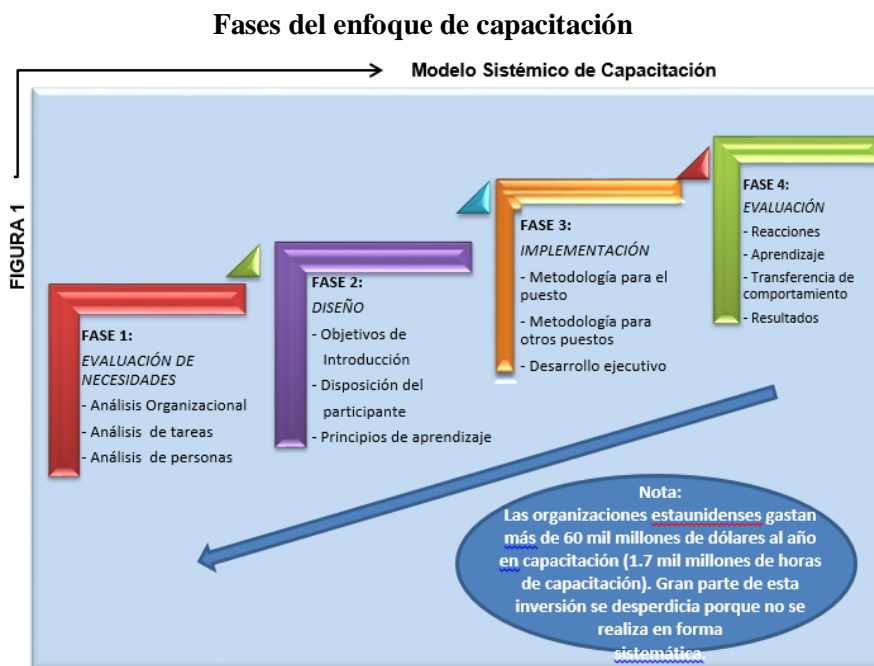 Fases del enfoque de capacitación
Modelo Sistémico de Capacitación
FIGURA 1
FASE 1:
EVALUACIÓN DE
NECESIDADES
- Análisis Organizacional
- Análisis de tareas
- Análisis de personas
FASE 2:
DISEÑO
- Objetivos de
Introducción
- Disposición del
participante
- Principios de aprendizaje
FASE 3:
IMPLEMENTACIÓN
- Metodología para el
puesto
- Metodología para
otros puestos
- Desarrollo ejecutivo
FASE 4:
EVALUACIÓN
- Reacciones
- Aprendizaje
- Transferencia de
comportamiento
- Resultados
Nota:
Las organizaciones estaunidenses gastan
más de 60 mil millones de dólares al año
en capacitación (1.7 mil millones de horas
de capacitación). Gran parte de esta
inversión se desperdicia porque no se
realiza en forma
sistemática.